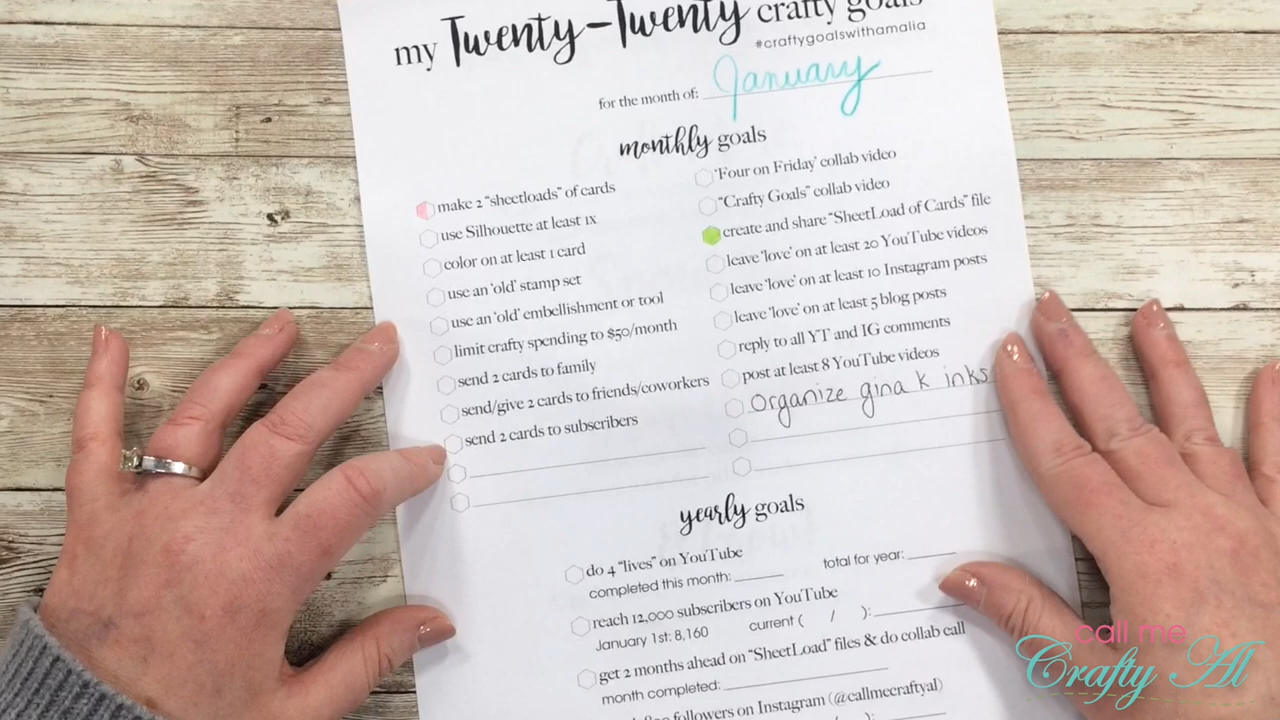 my Twenty-Twenty crafty goals
#craftygoalswithamalia
for the month of: January
monthly goals
make 2 "sheetloads" of cards
use Silhouette at least 1x
color on at least 1 card
use an 'old' stamp set
use an 'old' embellishment or tool
limit crafty spending to $50/month
send 2 cards to family
send/give 2 cards to friends/coworkers
send 2 cards to subscribers
'Four on Friday' collab video
"Crafty Goals" collab video
create and share "SheetLoad of Cards" file
leave 'love' on at least 20 YouTube videos
leave 'love' on at least 10 Instagram posts
leave 'love' on at least 5 blog posts
reply to all YT and IG comments
post at least 8 YouTube videos
organize gina k inks
yearly goals
do 4 "lives" on YouTube
completed this month: ______ total for year: ______
reach 12,000 subscribers on YouTube
January 1st: 8,160 current ( / ): ______
get 2 months ahead on "SheetLoad" files & do collab call
month completed: ______
followers on Instagram (@callmecraftyal)
( / ):
call me
Crafty Al